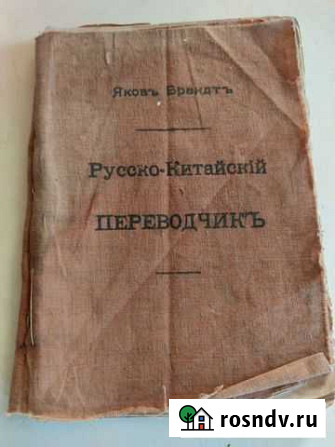 Яковъ Брандтъ
Русско-Китайскій
ПЕРЕВОДЧИКЪ
rosndv.ru